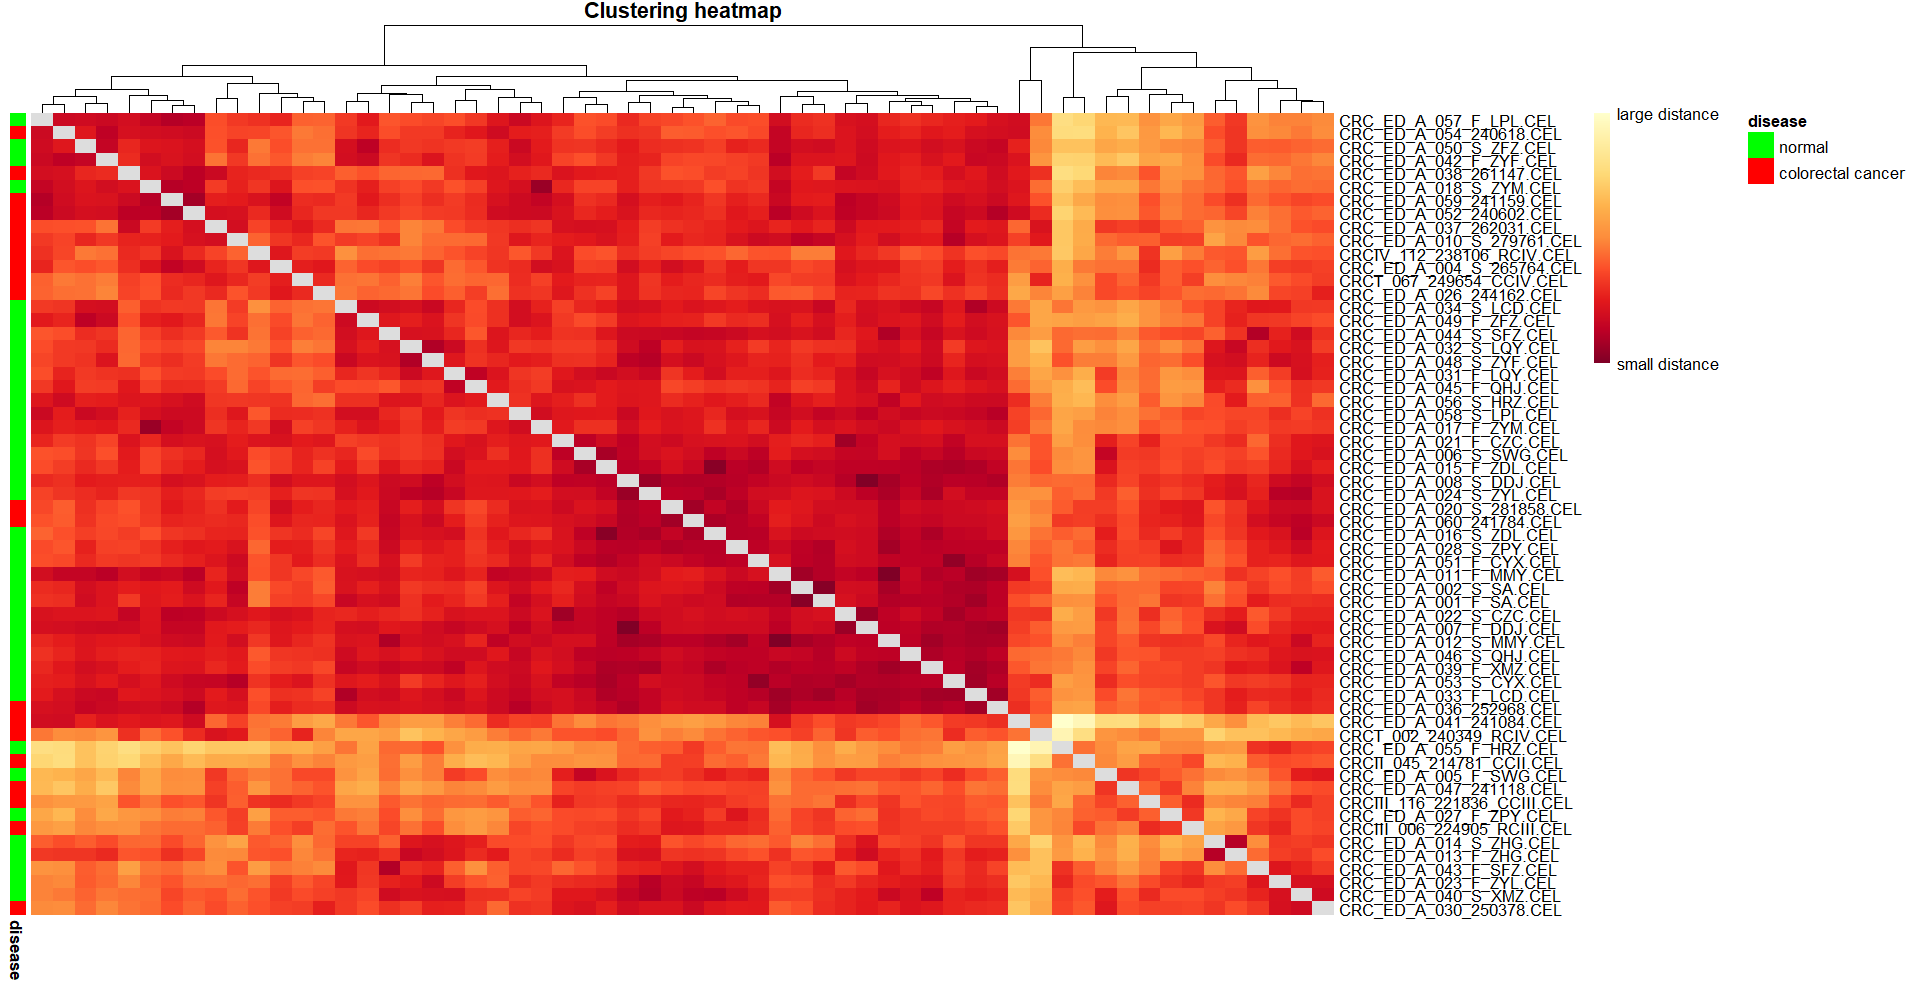 Clustering heatmap
CRC_ED_A_057_F_LPL.CEL
CRC_ED_A_054_240618.CEL
CRC_ED_A_050_S_ZFZ.CEL
CRC_ED_A_042_F_ZYF.CEL
CRC_ED_A_038_261147.CEL
CRC_ED_A_018_S_ZYM.CEL
CRC_ED_A_059_241159.CEL
CRC_ED_A_052_240602.CEL
CRC_ED_A_037_262031.CEL
CRC_ED_A_010_S_279761.CEL
CRCIV_112_238106_RCIV.CEL
CRC_ED_A_004_S_265764.CEL
CRCT_067_249654_CCIV.CEL
CRC_ED_A_026_244162.CEL
CRC_ED_A_034_S_LCD.CEL
CRC_ED_A_049_F_ZFZ.CEL
CRC_ED_A_044_S_SFZ.CEL
CRC_ED_A_032_S_LQY.CEL
CRC_ED_A_048_S_ZYF.CEL
CRC_ED_A_031_F_LQY.CEL
CRC_ED_A_045_F_QHJ.CEL
CRC_ED_A_056_S_HRZ.CEL
CRC_ED_A_058_S_LPL.CEL
CRC_ED_A_017_F_ZYM.CEL
CRC_ED_A_021_F_CZC.CEL
CRC_ED_A_006_S_SWG.CEL
CRC_ED_A_015_F_ZDL.CEL
CRC_ED_A_008_S_DDJ.CEL
CRC_ED_A_024_S_ZYL.CEL
CRC_ED_A_020_S_281858.CEL
CRC_ED_A_060_241784.CEL
CRC_ED_A_016_S_ZDL.CEL
CRC_ED_A_028_S_ZPY.CEL
CRC_ED_A_051_F_CYX.CEL
CRC_ED_A_011_F_MMY.CEL
CRC_ED_A_002_S_SA.CEL
CRC_ED_A_001_F_SA.CEL
CRC_ED_A_022_S_CZC.CEL
CRC_ED_A_007_F_DDJ.CEL
CRC_ED_A_012_S_MMY.CEL
CRC_ED_A_046_S_QHJ.CEL
CRC_ED_A_039_F_XMZ.CEL
CRC_ED_A_053_S_CYX.CEL
CRC_ED_A_033_F_LCD.CEL
CRC_ED_A_036_252968.CEL
CRC_ED_A_041_241084.CEL
CRCT_002_240349_RCIV.CEL
CRC_ED_A_055_F_HRZ.CEL
CRCII_045_214781_CCII.CEL
CRC_ED_A_005_F_SWG.CEL
CRC_ED_A_047_241118.CEL
CRCIII_116_221836_CCIII.CEL
CRC_ED_A_027_F_ZPY.CEL
CRCIII_006_224905_RCIII.CEL
CRC_ED_A_014_S_ZHG.CEL
CRC_ED_A_013_F_ZHG.CEL
CRC_ED_A_043_F_SFZ.CEL
CRC_ED_A_023_F_ZYL.CEL
CRC_ED_A_040_S_XMZ.CEL
CRC_ED_A_030_250378.CEL
large distance
small distance
disease
normal
colorectal cancer
disease